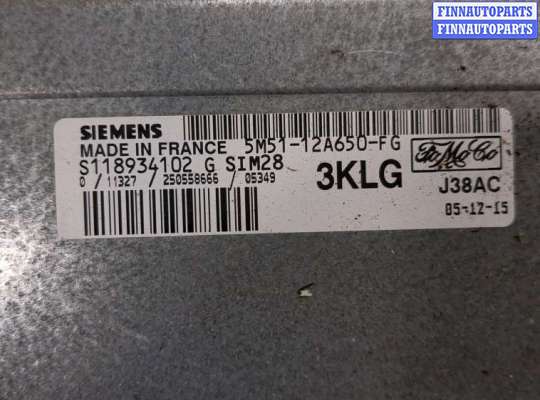 FINNAUTOPARTS
FINNAUTOPARTS
SIEMENS
MADE IN FRANCE 5M51-12A650-FG
S118934102 G SIM28
0 / 11327 / 250558666 / 05349
3KLG
FoMoCo
J38AC
05-12-15